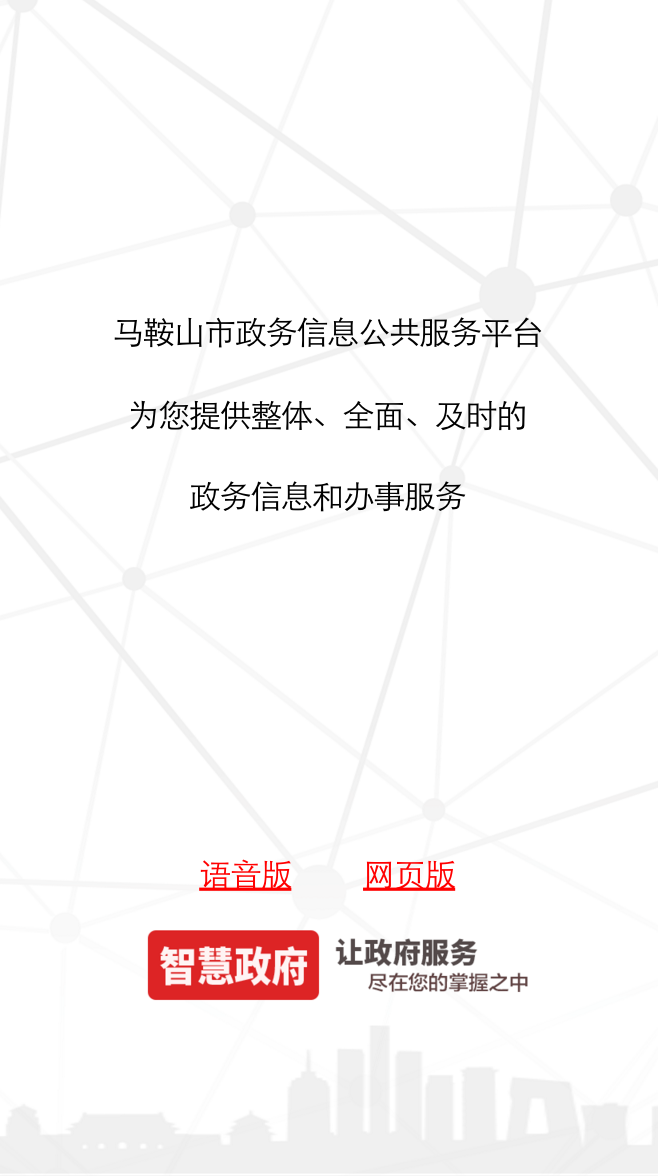 马鞍山市政务信息公共服务平台
为您提供整体、全面、及时的
政务信息和办事服务
语音版 网页版
智慧政府 让政府服务
尽在您的掌握之中